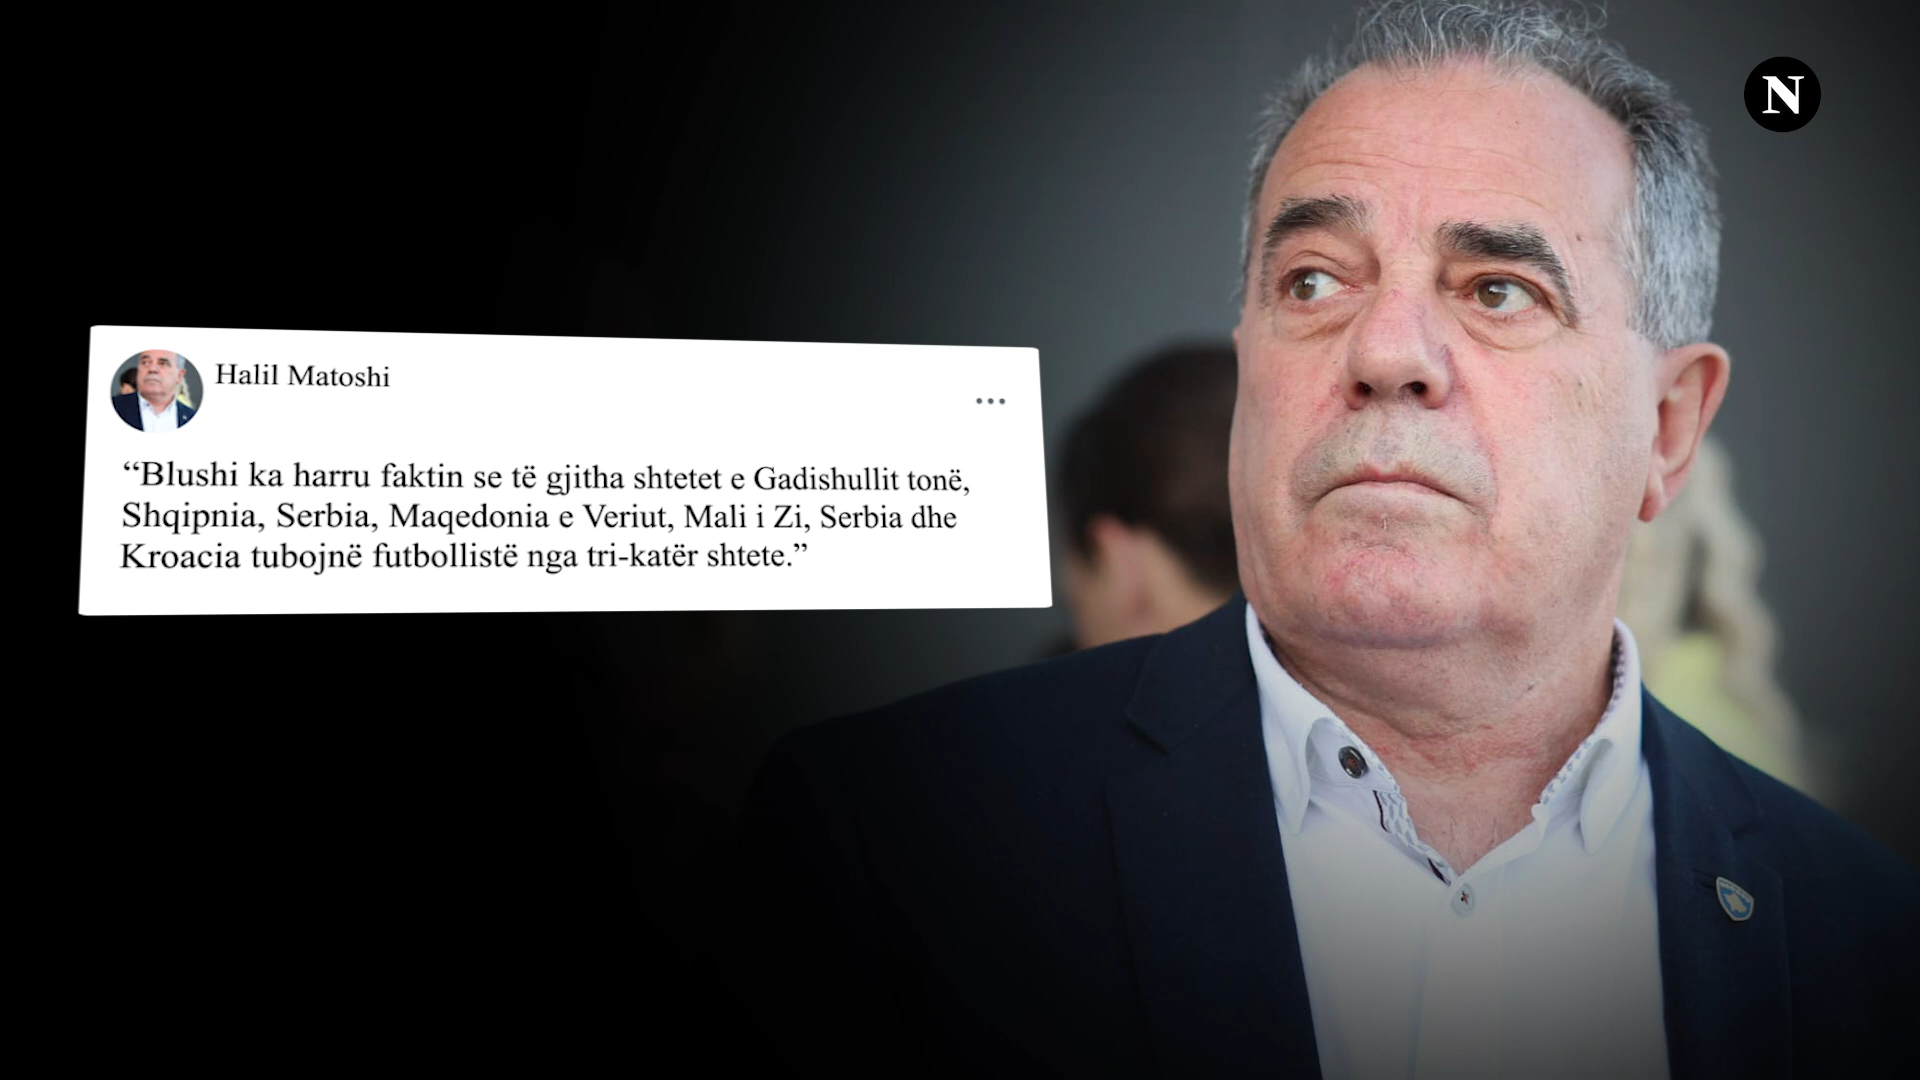 N
Halil Matoshi
“Blushi ka harru faktin se të gjitha shtetet e Gadishullit tonë,
Shqipnia, Serbia, Maqedonia e Veriut, Mali i Zi, Serbia dhe
Kroacia tubojnë futbollistë nga tri-katër shtete.”